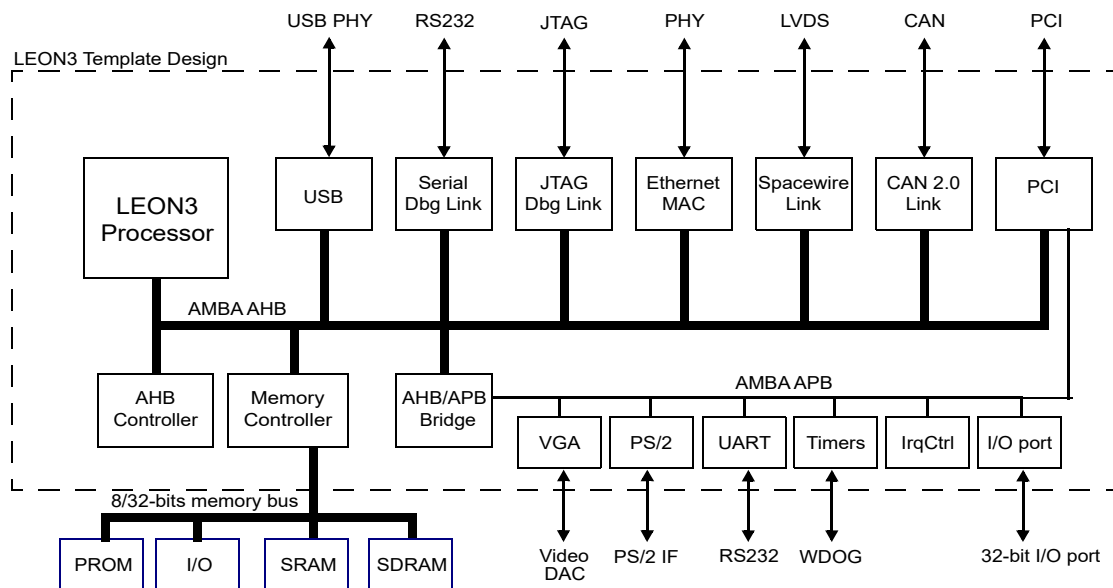 USB PHY RS232 JTAG PHY LVDS CAN PCI
LEON3 Template Design
LEON3
Processor
USB
Serial
Dbg Link
JTAG
Dbg Link
Ethernet
MAC
Spacewire
Link
CAN 2.0
Link
PCI
AMBA AHB
AHB
Controller
Memory
Controller
AHB/APB
Bridge
AMBA APB
VGA
PS/2
UART
Timers
IrqCtrl
I/O port
8/32-bits memory bus
PROM
I/O
SRAM
SDRAM
Video
DAC
PS/2 IF
RS232
WDOG
32-bit I/O port